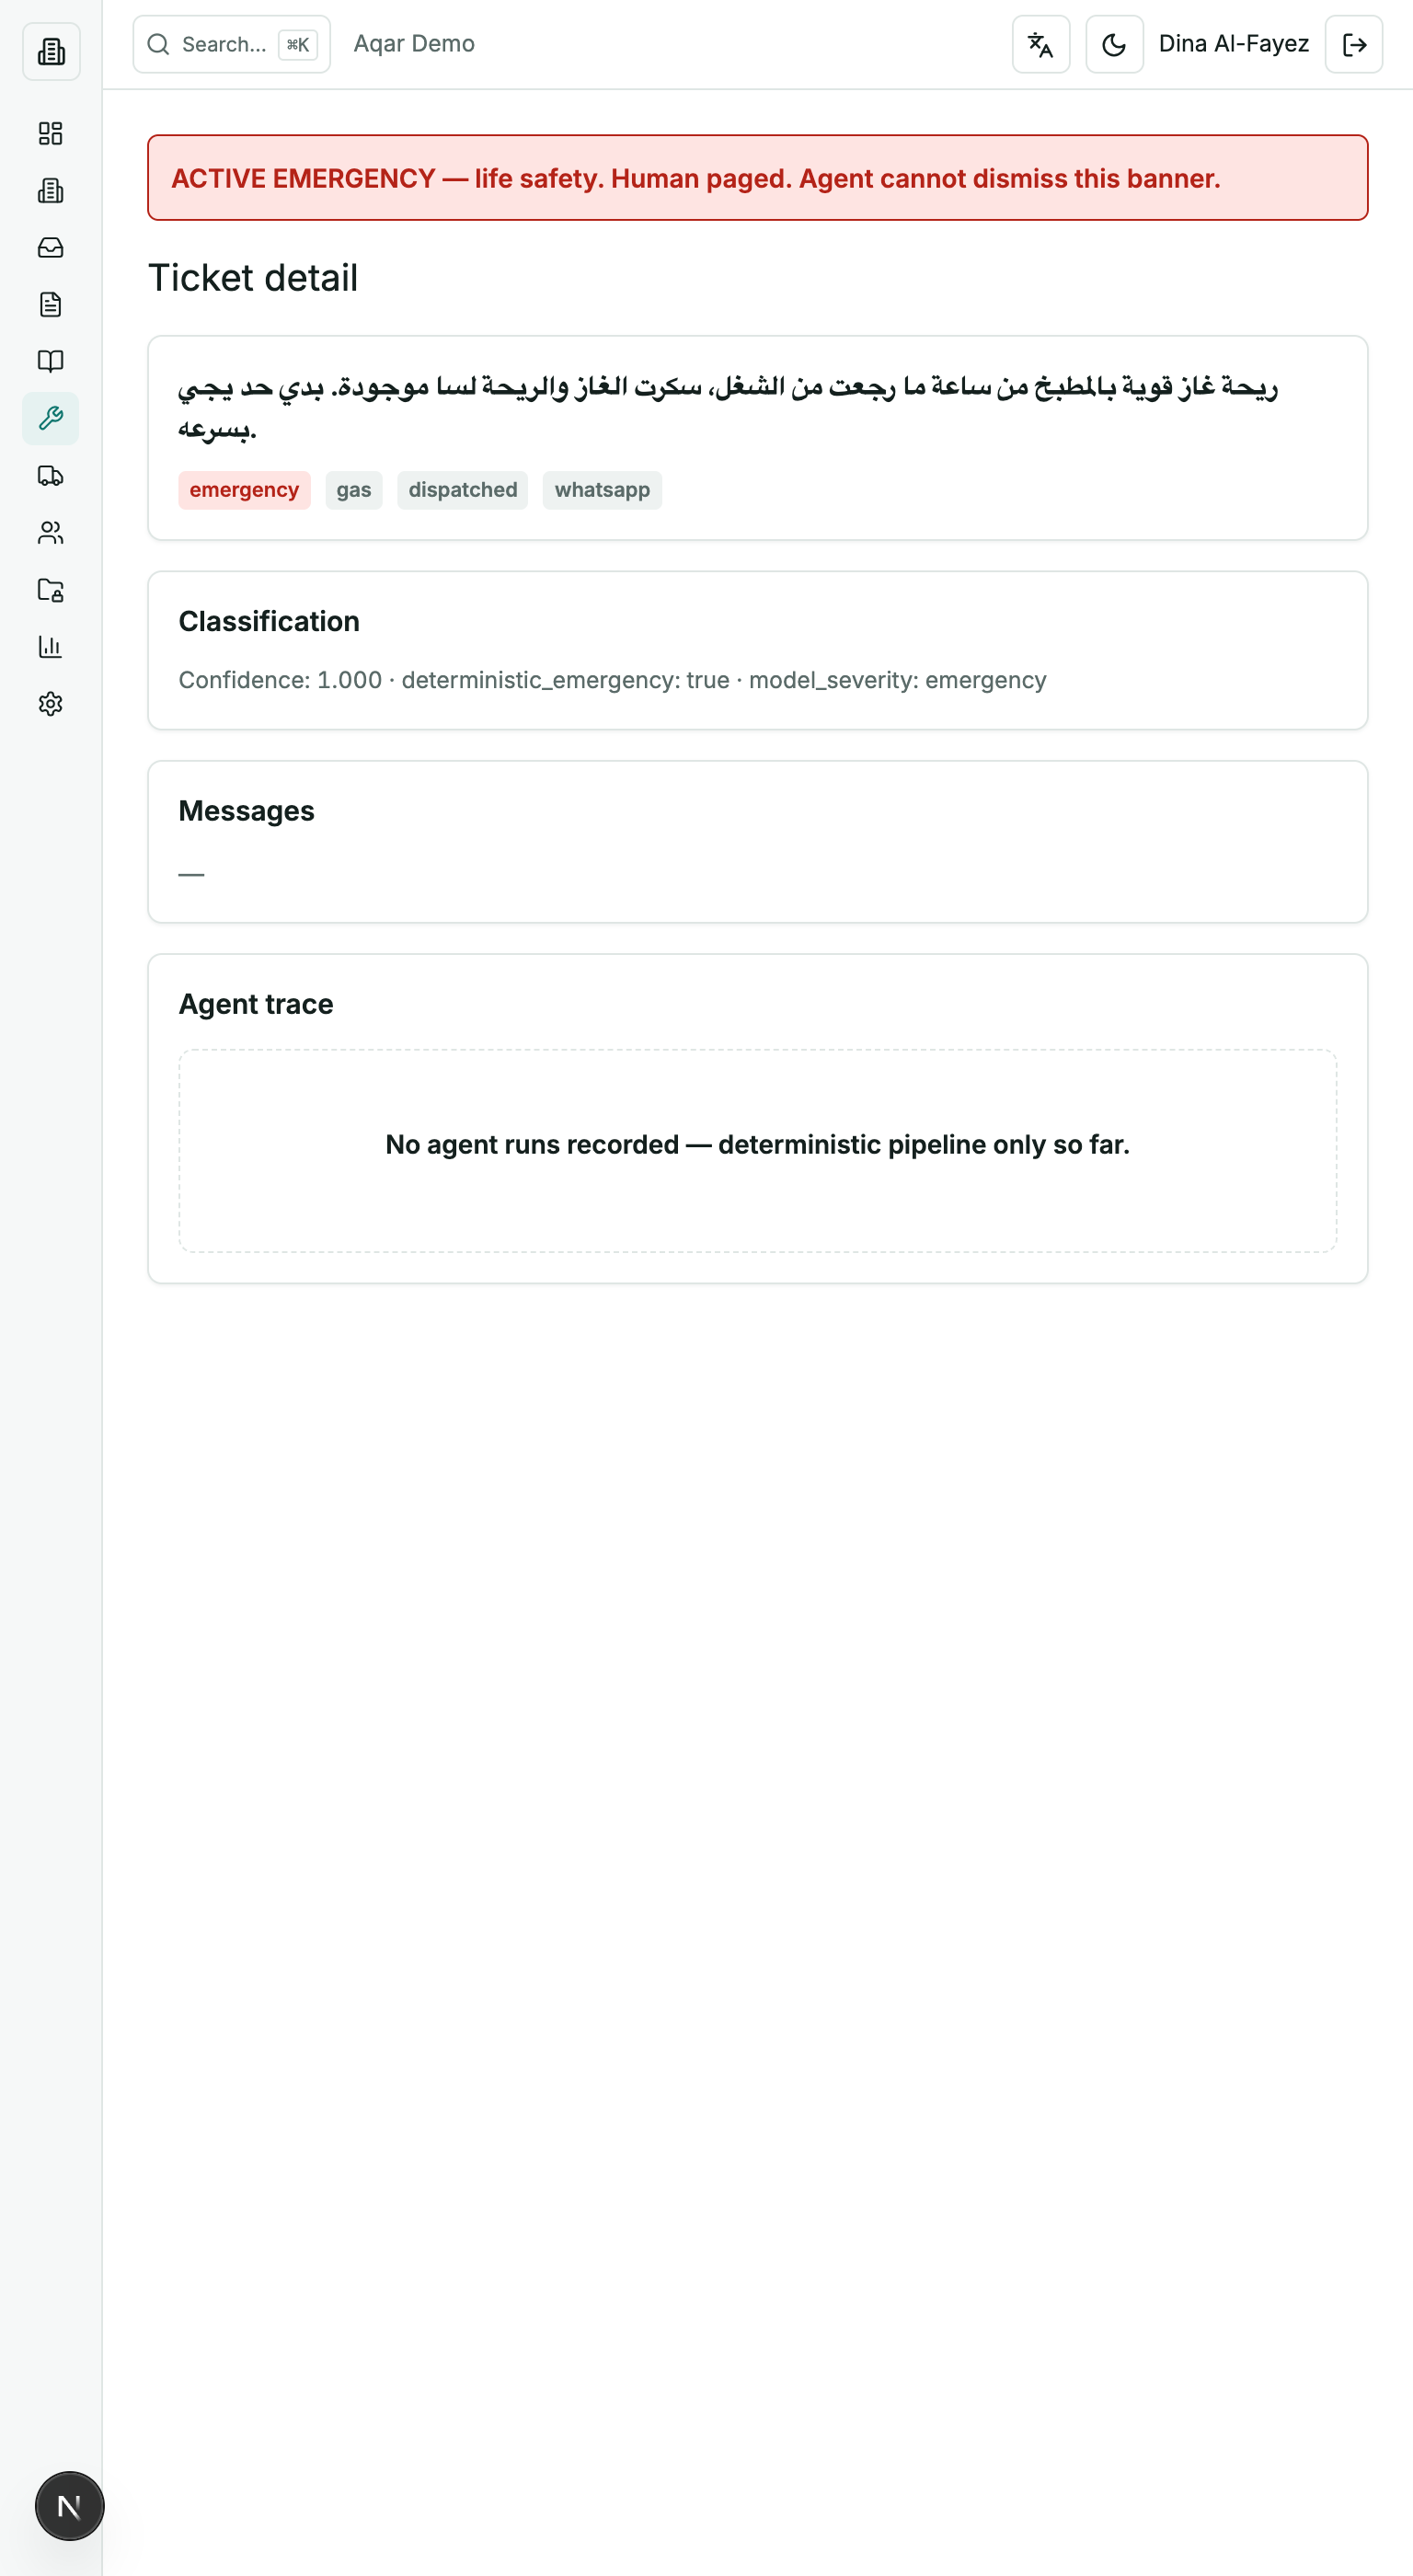 Search...
⌘K
Aqar Demo
Dina Al-Fayez
ACTIVE EMERGENCY — life safety. Human paged. Agent cannot dismiss this banner.
Ticket detail
ريحة غاز قوية بالمطبخ من ساعة ما رجعت من الشغل، سكرت الغاز والريحة لسا موجودة. بدي حد يجي
بسرعه.
emergency
gas
dispatched
whatsapp
Classification
Confidence: 1.000 · deterministic_emergency: true · model_severity: emergency
Messages
—
Agent trace
No agent runs recorded — deterministic pipeline only so far.
N